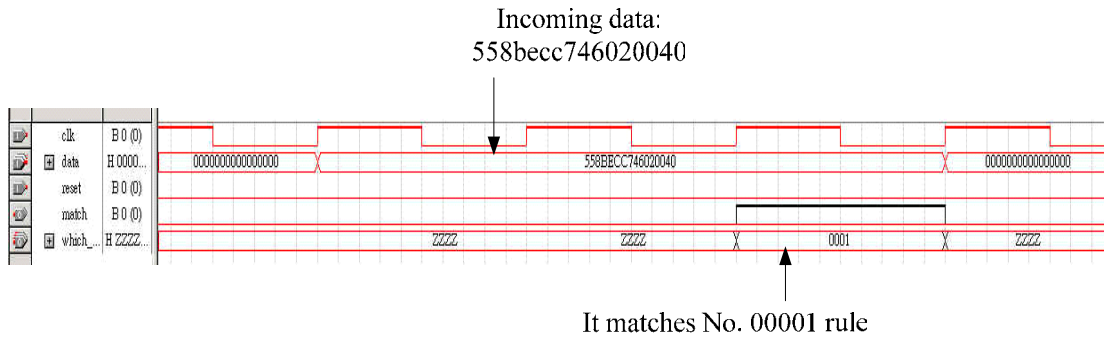 Incoming data:
558becc746020040
clk B 0 (0)
data H 0000... 0000000000000000 558BECC746020040 0000000000000000
reset B 0 (0)
match B 0 (0)
which_... H ZZZZ... ZZZZ ZZZZ 0001 ZZZZ
It matches No. 00001 rule